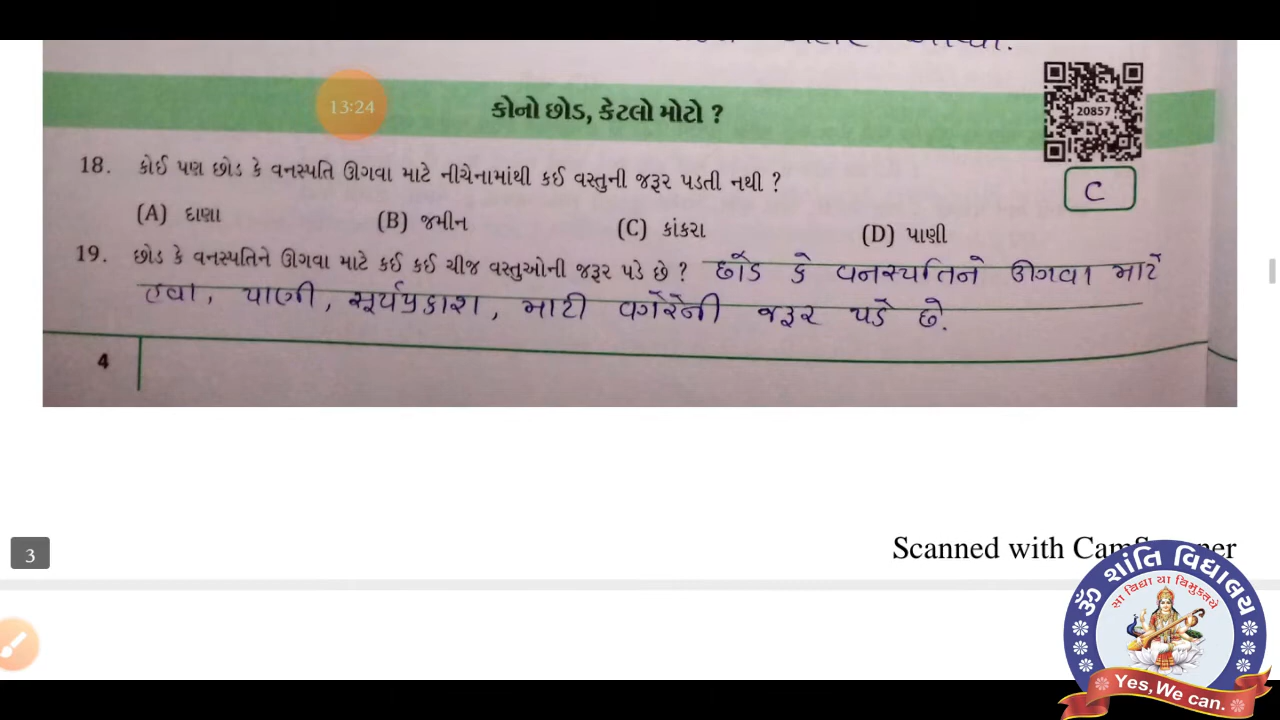 13:24
કોનો છોડ, કેટલો મોટો ?
20857
18. કોઈ પણ છોડ કે વનસ્પતિ ઊગવા માટે નીચેનામાંથી કઈ વસ્તુની જરૂર પડતી નથી ?
C
(A) દાણા (B) જમીન (C) કાંકરા (D) પાણી
19. છોડ કે વનસ્પતિને ઊગવા માટે કઈ કઈ ચીજ વસ્તુઓની જરૂર પડે છે ? છોડ કે વનસ્પતિને ઊગવા માટે
હવા, પાણી, સૂર્યપ્રકાશ, માટી વગેરેની જરૂર પડે છે.
4
3
Scanned with
ૐ શાંતિ વિદ્યાલય
સા વિદ્યા યા વિમુક્તયે
Yes, We can.